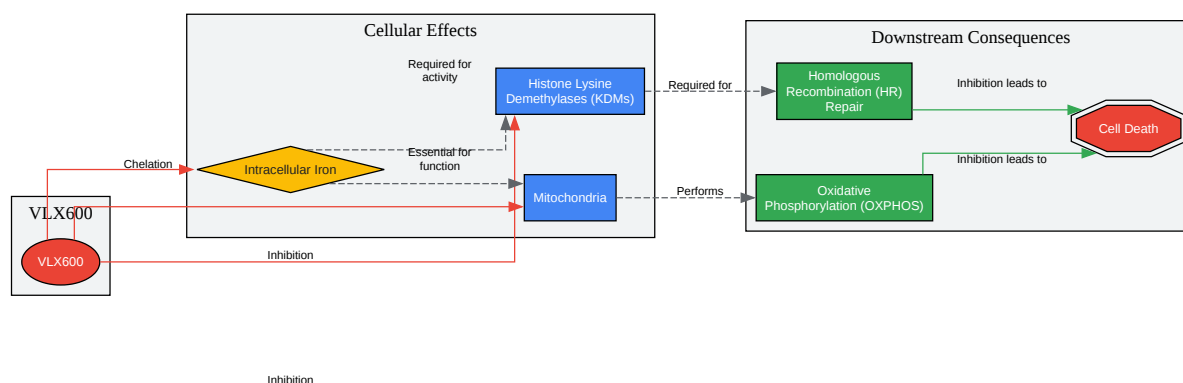 Cellular Effects
Downstream Consequences
Required for
activity
Histone Lysine
Demethylases (KDMs)
Required for
Homologous
Recombination (HR)
Repair
Inhibition leads to
Cell Death
Chelation
Intracellular Iron
Essential for
function
Inhibition leads to
Mitochondria
Performs
Oxidative
Phosphorylation (OXPHOS)
VLX600
VLX600
Inhibition
Inhibition